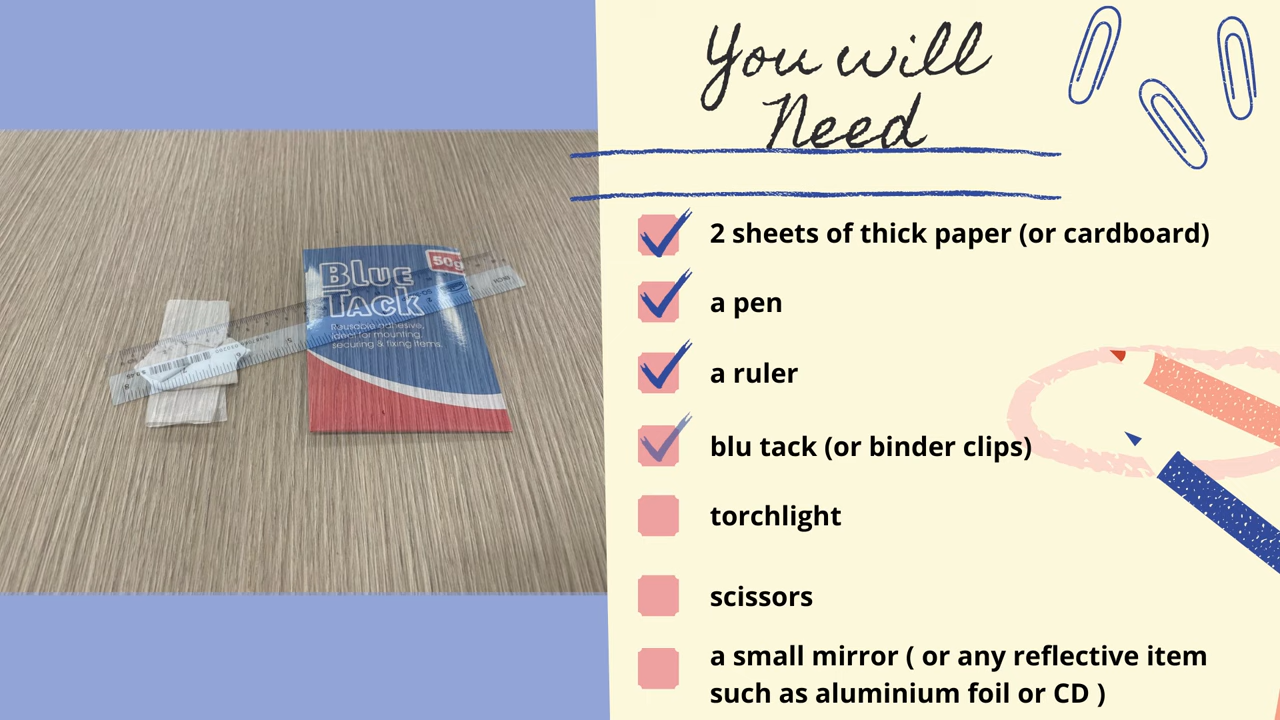 You will
Need
2 sheets of thick paper (or cardboard)
a pen
a ruler
blu tack (or binder clips)
torchlight
scissors
a small mirror ( or any reflective item
such as aluminium foil or CD )
BLUE
TACK
50g
Reusable adhesive,
ideal for mounting,
securing & fixing items.